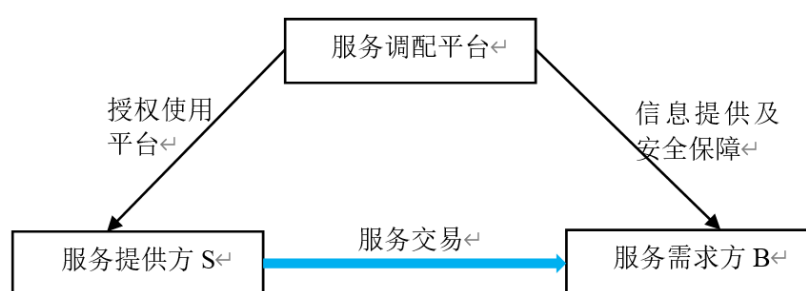 服务调配平台
授权使用
平台
信息提供及
安全保障
服务交易
服务提供方 S
服务需求方 B